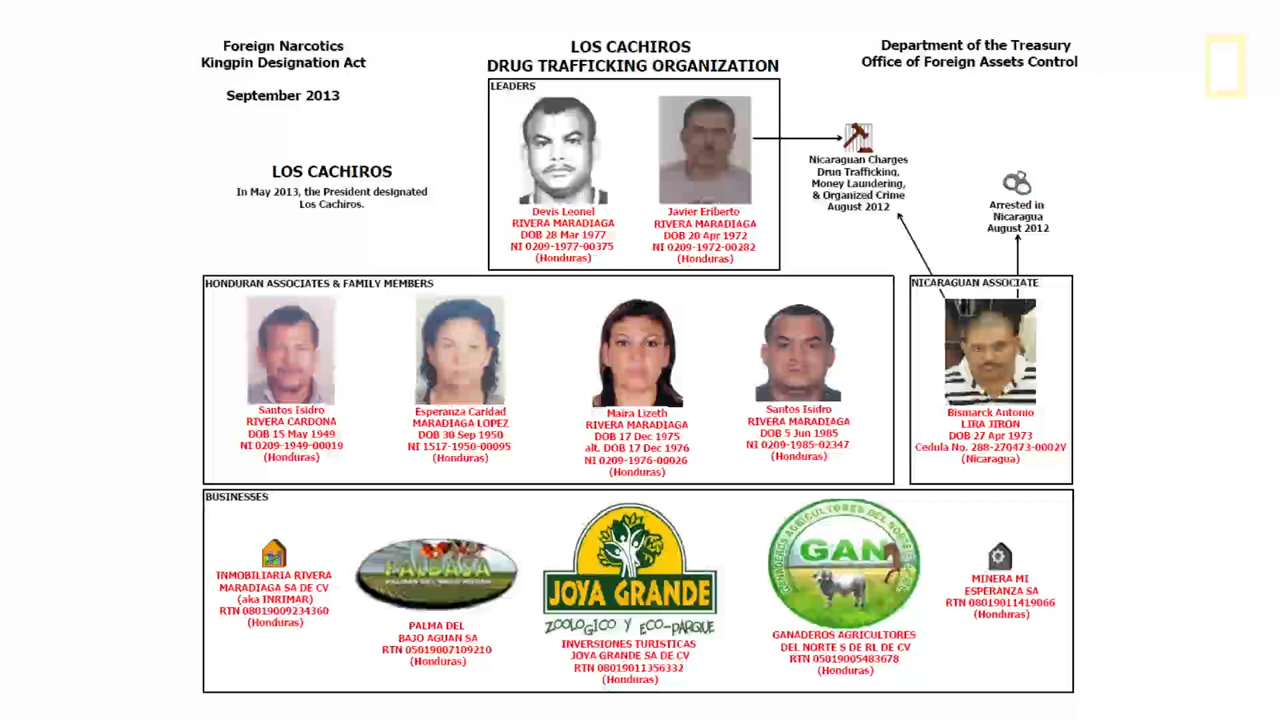 Foreign Narcotics
Kingpin Designation Act
September 2013
LOS CACHIROS
DRUG TRAFFICKING ORGANIZATION
Department of the Treasury
Office of Foreign Assets Control
LOS CACHIROS
In May 2013, the President designated
Los Cachiros.
LEADERS
Devis Leonel
RIVERA MARADIAGA
DOB 28 Mar 1977
NI 0209-1977-00375
(Honduras)
Javier Eriberto
RIVERA MARADIAGA
DOB 20 Apr 1972
NI 0209-1972-00282
(Honduras)
Nicaraguan Charges
Drug Trafficking,
Money Laundering,
& Organized Crime
August 2012
Arrested in
Nicaragua
August 2012
HONDURAN ASSOCIATES & FAMILY MEMBERS
Santos Isidro
RIVERA CARDONA
DOB 15 May 1949
NI 0209-1949-00019
(Honduras)
Esperanza Caridad
MARADIAGA LOPEZ
DOB 30 Sep 1950
NI 1517-1950-00095
(Honduras)
Maira Lizeth
RIVERA MARADIAGA
DOB 17 Dec 1975
alt. DOB 17 Dec 1976
NI 0209-1976-00026
(Honduras)
Santos Isidro
RIVERA MARADIAGA
DOB 5 Jun 1985
NI 0209-1985-02347
(Honduras)
NICARAGUAN ASSOCIATE
Bismarck Antonio
LIRA JIRON
DOB 27 Apr 1973
Cedula No. 288-270473-0002Y
(Nicaragua)
BUSINESSES
INMOBILIARIA RIVERA
MARADIAGA SA DE CV
(aka INRIMAR)
RTN 08019009234360
(Honduras)
PALBASA
PALMA DEL BAJO AGUAN
PALMA DEL
BAJO AGUAN SA
RTN 05019007109210
(Honduras)
JOYA GRANDE
ZOOLOGICO Y ECO-PARQUE
INVERSIONES TURISTICAS
JOYA GRANDE SA DE CV
RTN 08019011356332
(Honduras)
GANADEROS AGRICULTORES DEL NORTE
GAN
GANADEROS AGRICULTORES
DEL NORTE S DE RL DE CV
RTN 05019005483678
(Honduras)
MINERA MI
ESPERANZA SA
RTN 08019011419066
(Honduras)